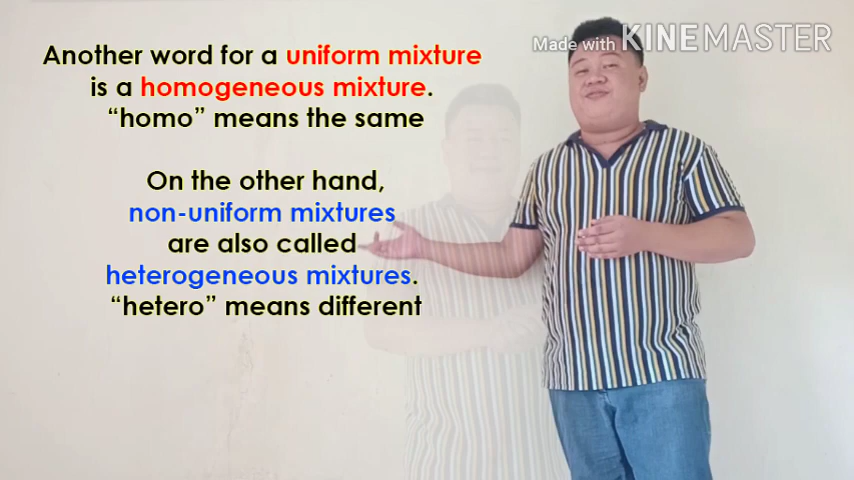 Made with KINEMASTER
Another word for a uniform mixture
is a homogeneous mixture.
“homo” means the same
On the other hand,
non-uniform mixtures
are also called
heterogeneous mixtures.
“hetero” means different